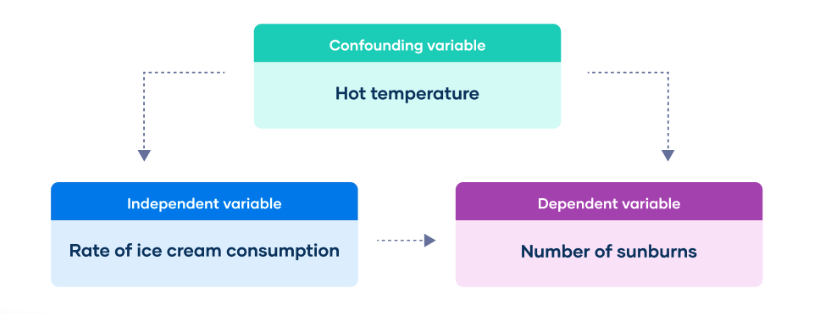 Confounding variable
Hot temperature
Independent variable
Rate of ice cream consumption
Dependent variable
Number of sunburns